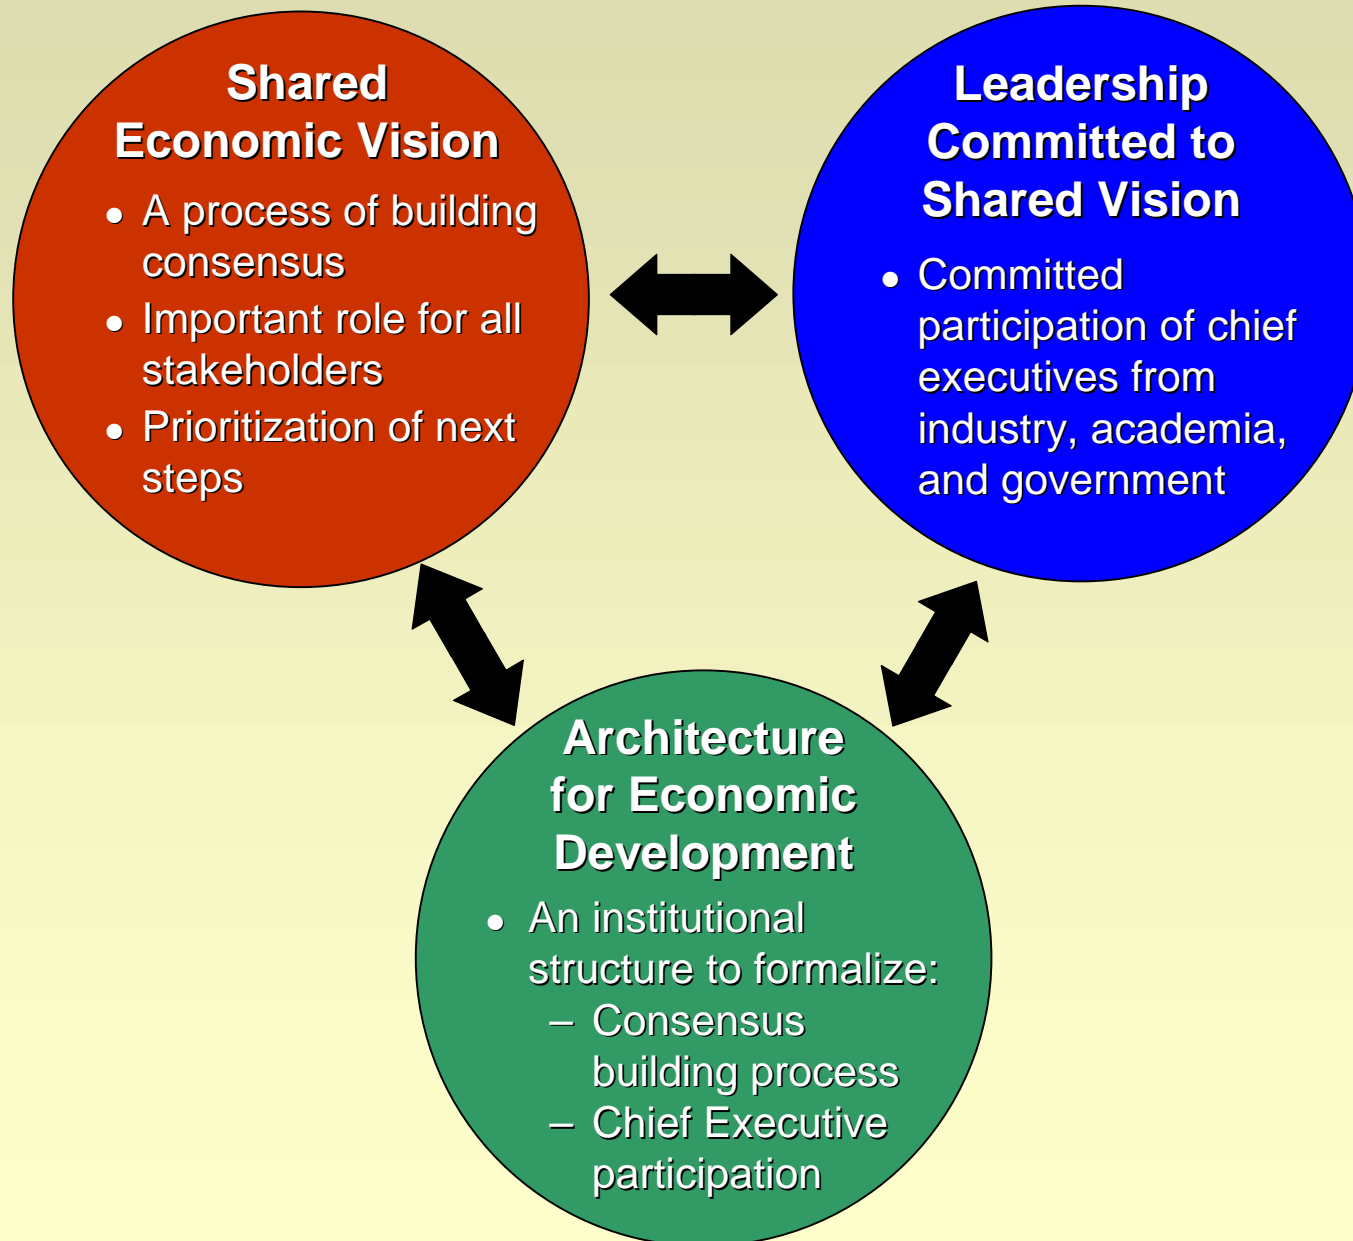 Shared
Economic Vision
● A process of building
consensus
● Important role for all
stakeholders
● Prioritization of next
steps
Leadership
Committed to
Shared Vision
● Committed
participation of chief
executives from
industry, academia,
and government
Architecture
for Economic
Development
● An institutional
structure to formalize:
– Consensus
building process
– Chief Executive
participation